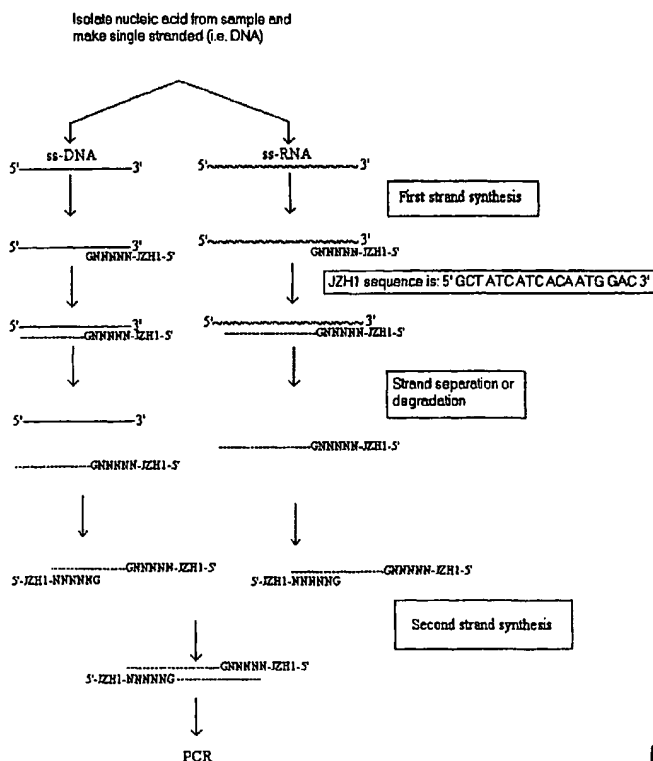 Isolate nucleic acid from sample and
make single stranded (i.e. DNA)
ss-DNA
5' 3'
ss-RNA
5' 3'
First strand synthesis
5' 3'
GNNNNN-JZH1-5'
5' 3'
GNNNNN-JZH1-5'
JZH1 sequence is: 5' GCT ATC ATC ACA ATG GAC 3'
5' 3'
GNNNNN-JZH1-5'
5' 3'
GNNNNN-JZH1-5'
Strand separation or
degradation
5' 3'
GNNNNN-JZH1-5'
GNNNNN-JZH1-5'
GNNNNN-JZH1-5'
5'-JZH1-NNNNNG
GNNNNN-JZH1-5'
5'-JZH1-NNNNNG
Second strand synthesis
GNNNNN-JZH1-5'
5'-JZH1-NNNNNG
PCR